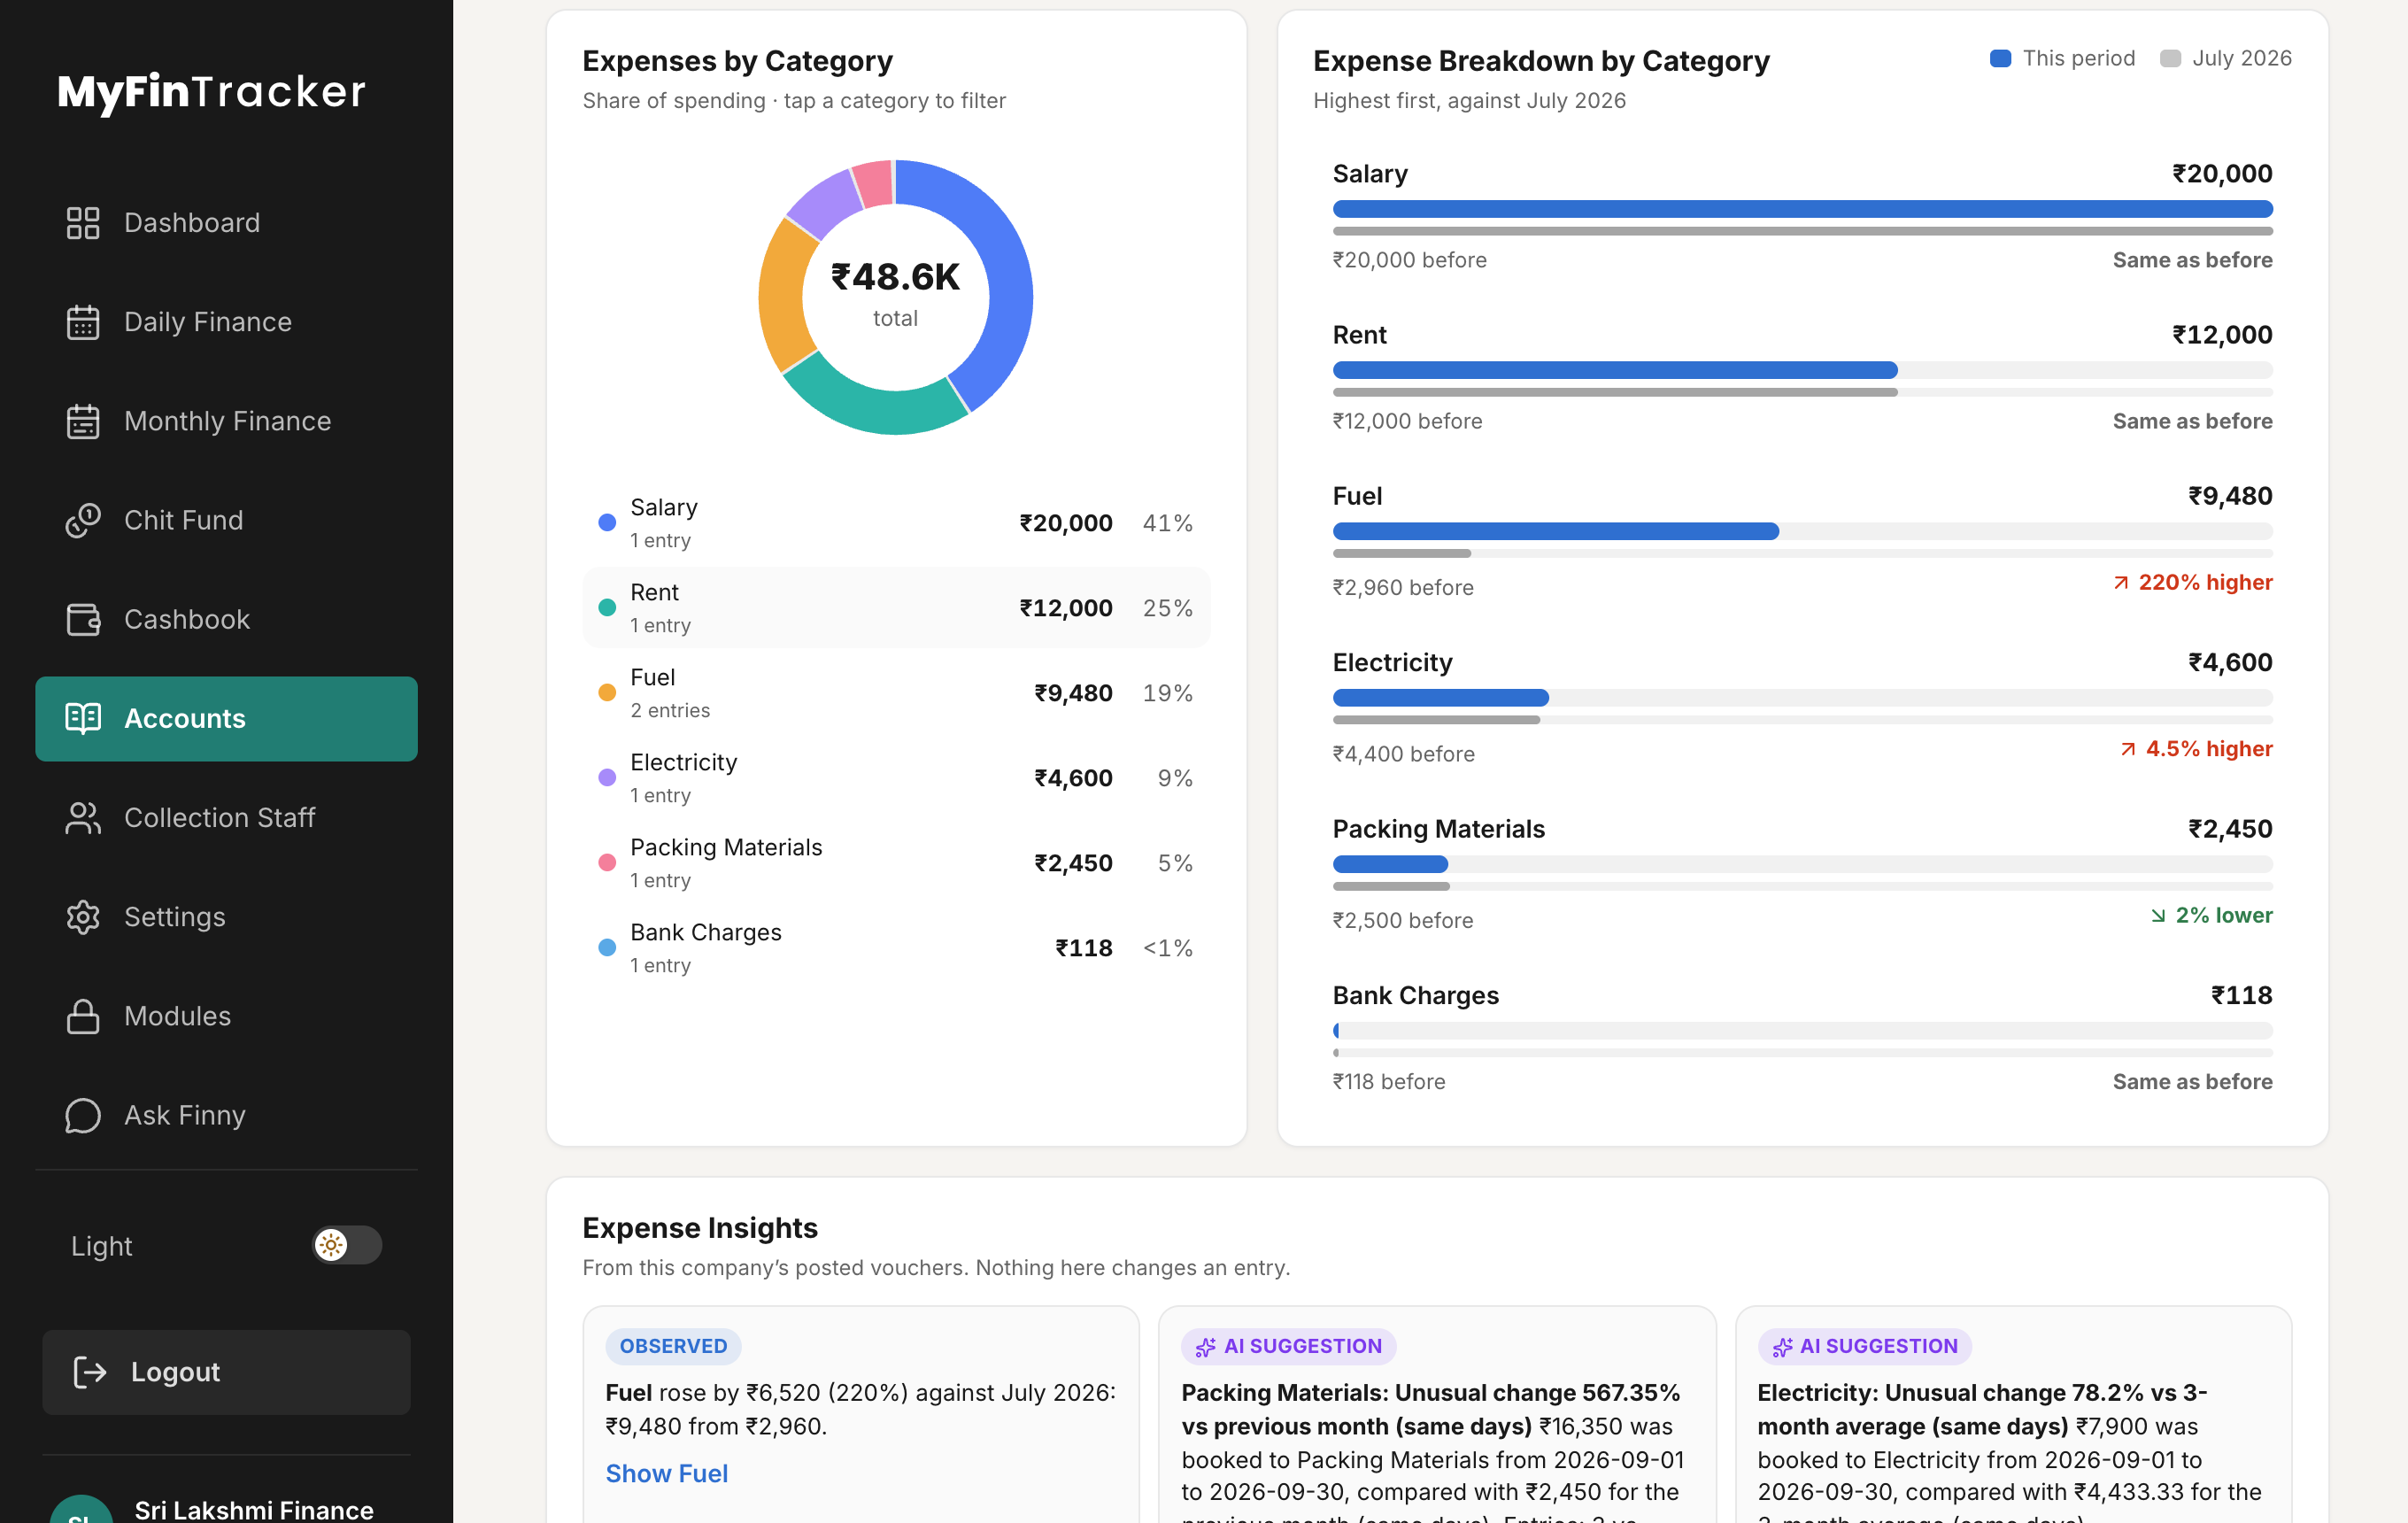 MyFinTracker
Dashboard
Daily Finance
Monthly Finance
Chit Fund
Cashbook
Accounts
Collection Staff
Settings
Modules
Ask Finny
Light
Logout
Sri Lakshmi Finance
Expenses by Category
Share of spending · tap a category to filter
₹48.6K
total
Salary
1 entry
₹20,000 41%
Rent
1 entry
₹12,000 25%
Fuel
2 entries
₹9,480 19%
Electricity
1 entry
₹4,600 9%
Packing Materials
1 entry
₹2,450 5%
Bank Charges
1 entry
₹118 <1%
Expense Breakdown by Category
This period July 2026
Highest first, against July 2026
Salary ₹20,000
₹20,000 before Same as before
Rent ₹12,000
₹12,000 before Same as before
Fuel ₹9,480
₹2,960 before 220% higher
Electricity ₹4,600
₹4,400 before 4.5% higher
Packing Materials ₹2,450
₹2,500 before 2% lower
Bank Charges ₹118
₹118 before Same as before
Expense Insights
From this company’s posted vouchers. Nothing here changes an entry.
OBSERVED
Fuel rose by ₹6,520 (220%) against July 2026:
₹9,480 from ₹2,960.
Show Fuel
AI SUGGESTION
Packing Materials: Unusual change 567.35%
vs previous month (same days) ₹16,350 was
booked to Packing Materials from 2026-09-01
to 2026-09-30, compared with ₹2,450 for the
AI SUGGESTION
Electricity: Unusual change 78.2% vs 3-
month average (same days) ₹7,900 was
booked to Electricity from 2026-09-01 to
2026-09-30, compared with ₹4,433.33 for the